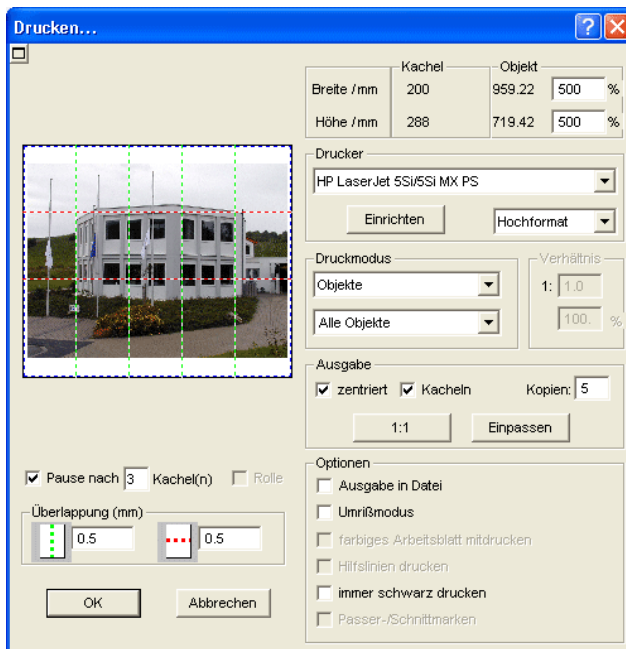 Drucken...
Kachel Objekt
Breite /mm 200 959.22 500 %
Höhe /mm 288 719.42 500 %
Drucker
HP LaserJet 5Si/5Si MX PS
Einrichten Hochformat
Druckmodus Verhältnis
Objekte 1: 1.0
Alle Objekte 100. %
Ausgabe
zentriert Kacheln Kopien: 5
1:1 Einpassen
Pause nach 3 Kachel(n) Rolle
Überlappung (mm)
0.5 0.5
OK Abbrechen
Optionen
Ausgabe in Datei
Umrißmodus
farbiges Arbeitsblatt mitdrucken
Hilfslinien drucken
immer schwarz drucken
Passer-/Schnittmarken